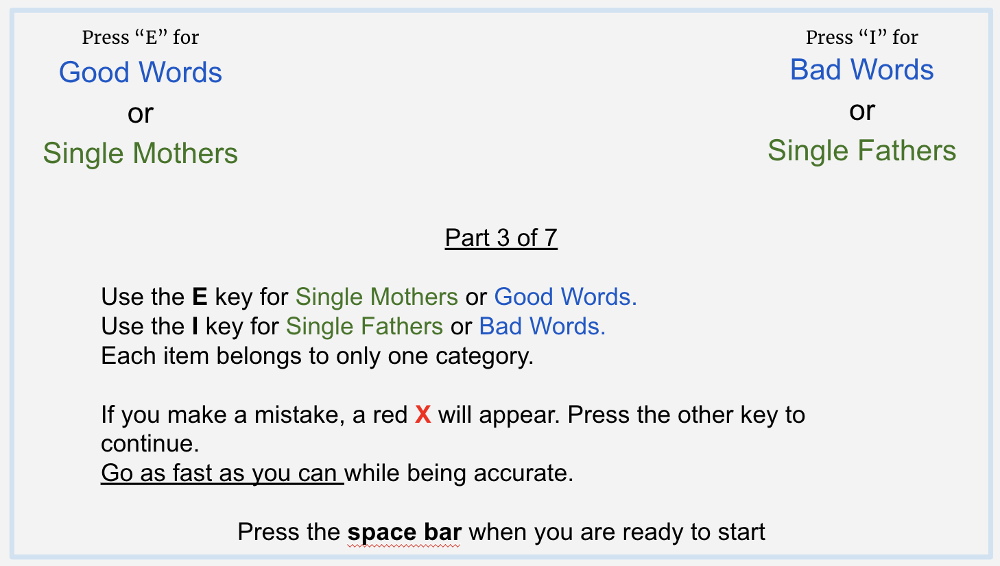 Press “E” for
Good Words
or
Single Mothers
Press “I” for
Bad Words
or
Single Fathers
Part 3 of 7
Use the E key for Single Mothers or Good Words.
Use the I key for Single Fathers or Bad Words.
Each item belongs to only one category.
If you make a mistake, a red X will appear. Press the other key to
continue.
Go as fast as you can while being accurate.
Press the space bar when you are ready to start